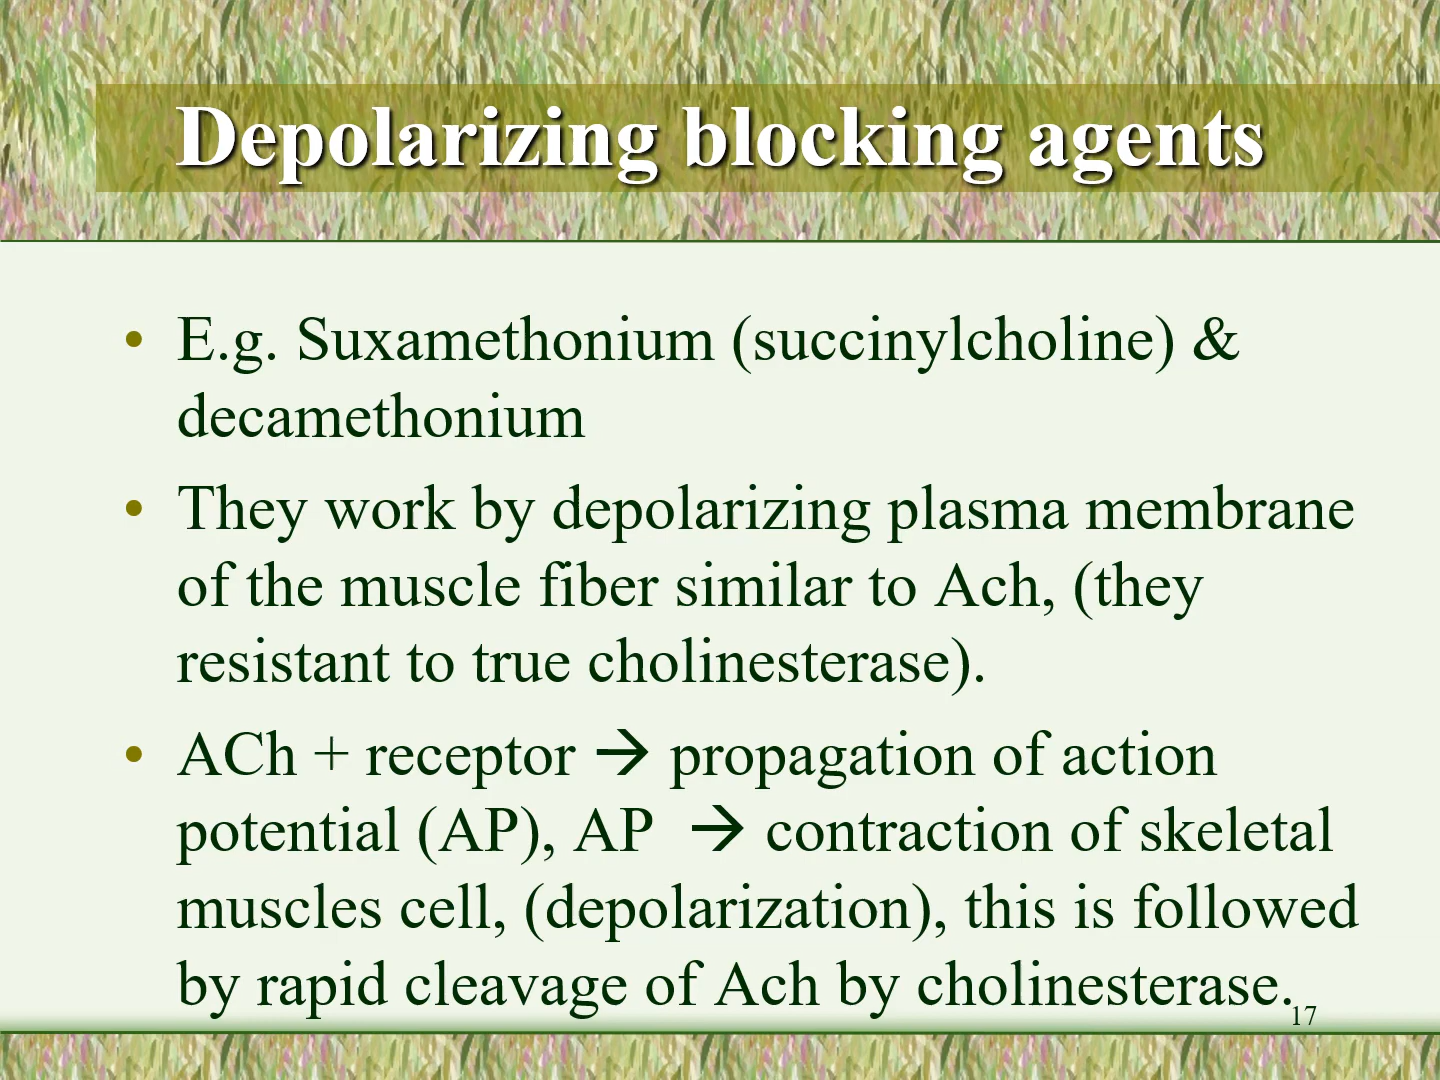 Depolarizing blocking agents
• E.g. Suxamethonium (succinylcholine) &
decamethonium
• They work by depolarizing plasma membrane
of the muscle fiber similar to Ach, (they
resistant to true cholinesterase).
• ACh + receptor → propagation of action
potential (AP), AP → contraction of skeletal
muscles cell, (depolarization), this is followed
by rapid cleavage of Ach by cholinesterase.
17